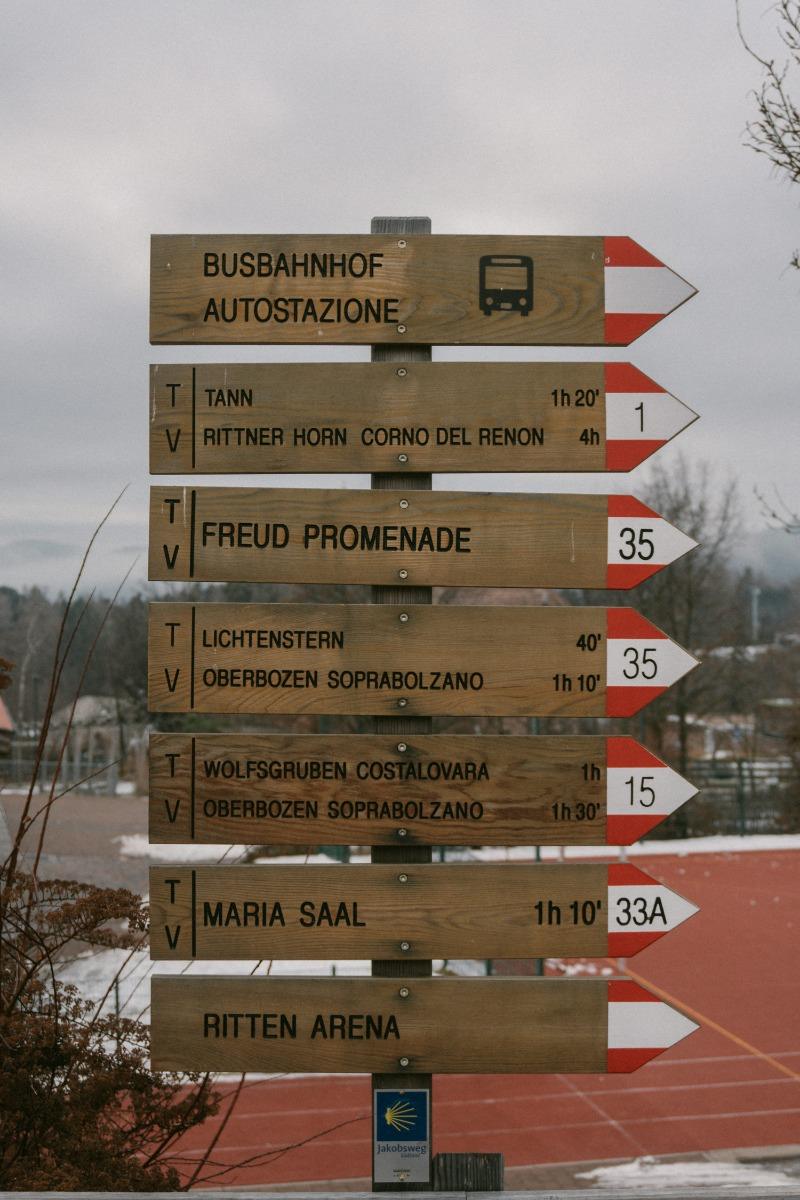 BUSBAHNHOF
AUTOSTAZIONE
T TANN 1h 20'
V RITTNER HORN CORNO DEL RENON 4h
1
T
V
FREUD PROMENADE
35
T LICHTENSTERN 40'
V OBERBOZEN SOPRABOLZANO 1h 10'
35
T WOLFSGRUBEN COSTALOVARA 1h
V OBERBOZEN SOPRABOLZANO 1h 30'
15
T
V
MARIA SAAL 1h 10' 33A
RITTEN ARENA
Jakobsweg